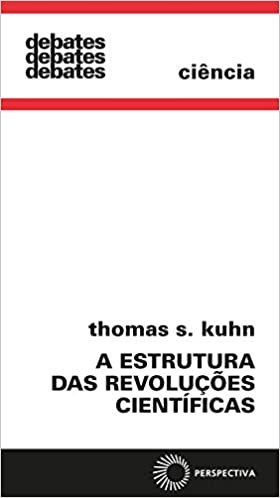 debates
debates
debates
ciência
thomas s. kuhn
A ESTRUTURA
DAS REVOLUÇÕES
CIENTÍFICAS
PERSPECTIVA